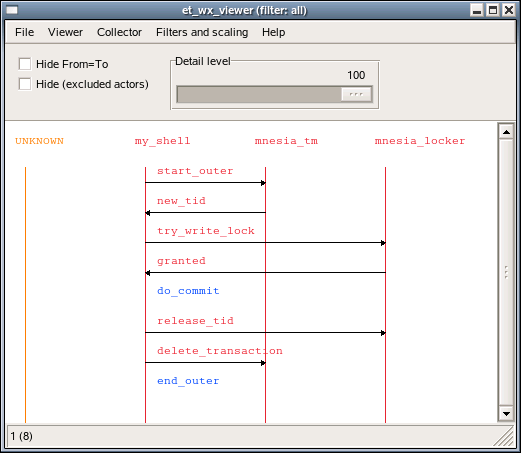 et_wx_viewer (filter: all)
File Viewer Collector Filters and scaling Help
Hide From=To
Hide (excluded actors)
Detail level
100
UNKNOWN my_shell mnesia_tm mnesia_locker
start_outer
new_tid
try_write_lock
granted
do_commit
release_tid
delete_transaction
end_outer
1 (8)